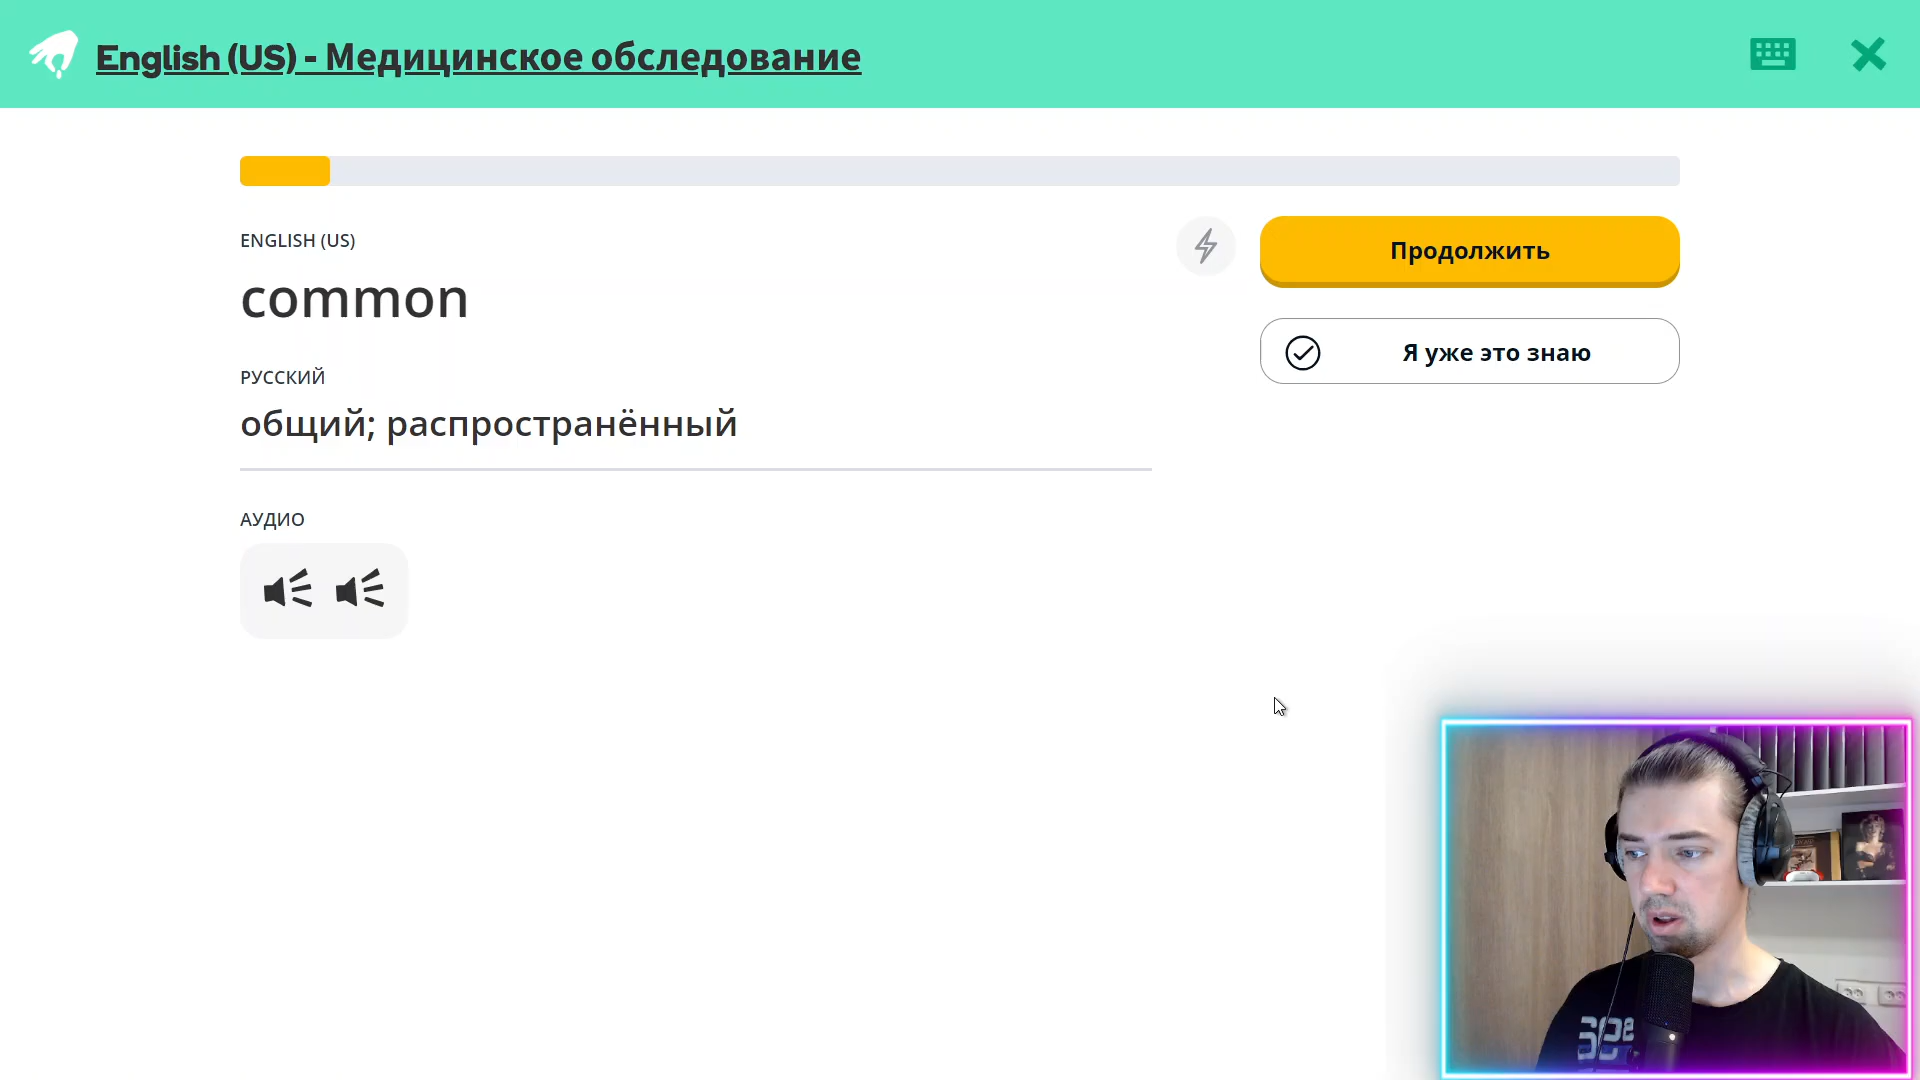 English (US) - Медицинское обследование
ENGLISH (US)
common
РУССКИЙ
общий; распространённый
АУДИО
Продолжить
Я уже это знаю